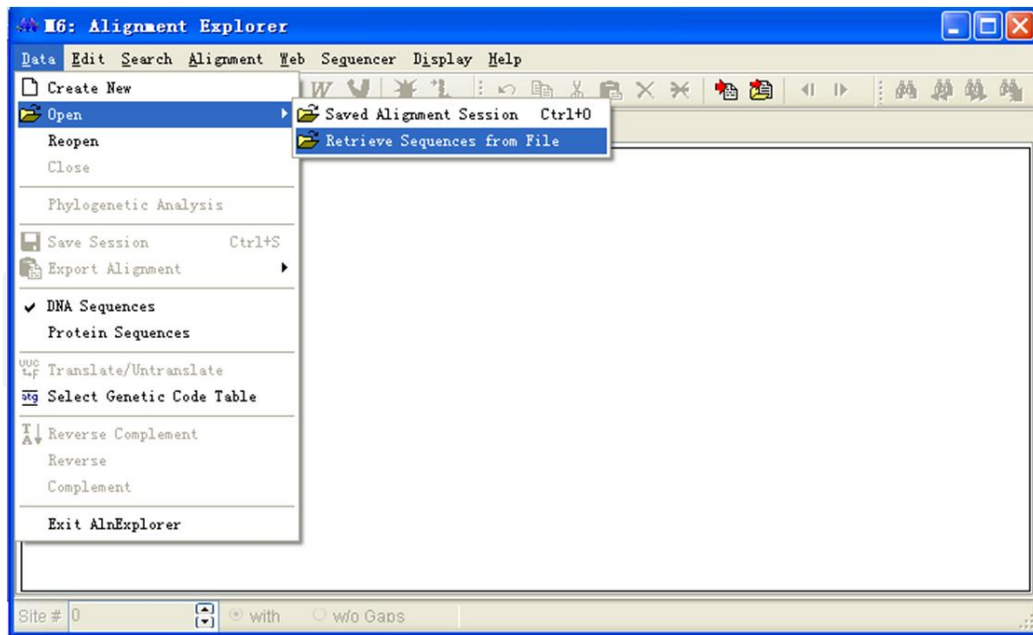 M6: Alignment Explorer
Data Edit Search Alignment Web Sequencer Display Help
Create New
Open
Saved Alignment Session Ctrl+O
Reopen
Retrieve Sequences from File
Close
Phylogenetic Analysis
Save Session Ctrl+S
Export Alignment
DNA Sequences
Protein Sequences
Translate/Untranslate
Select Genetic Code Table
Reverse Complement
Reverse
Complement
Exit AlnExplorer
Site # 0 with w/o Gaps